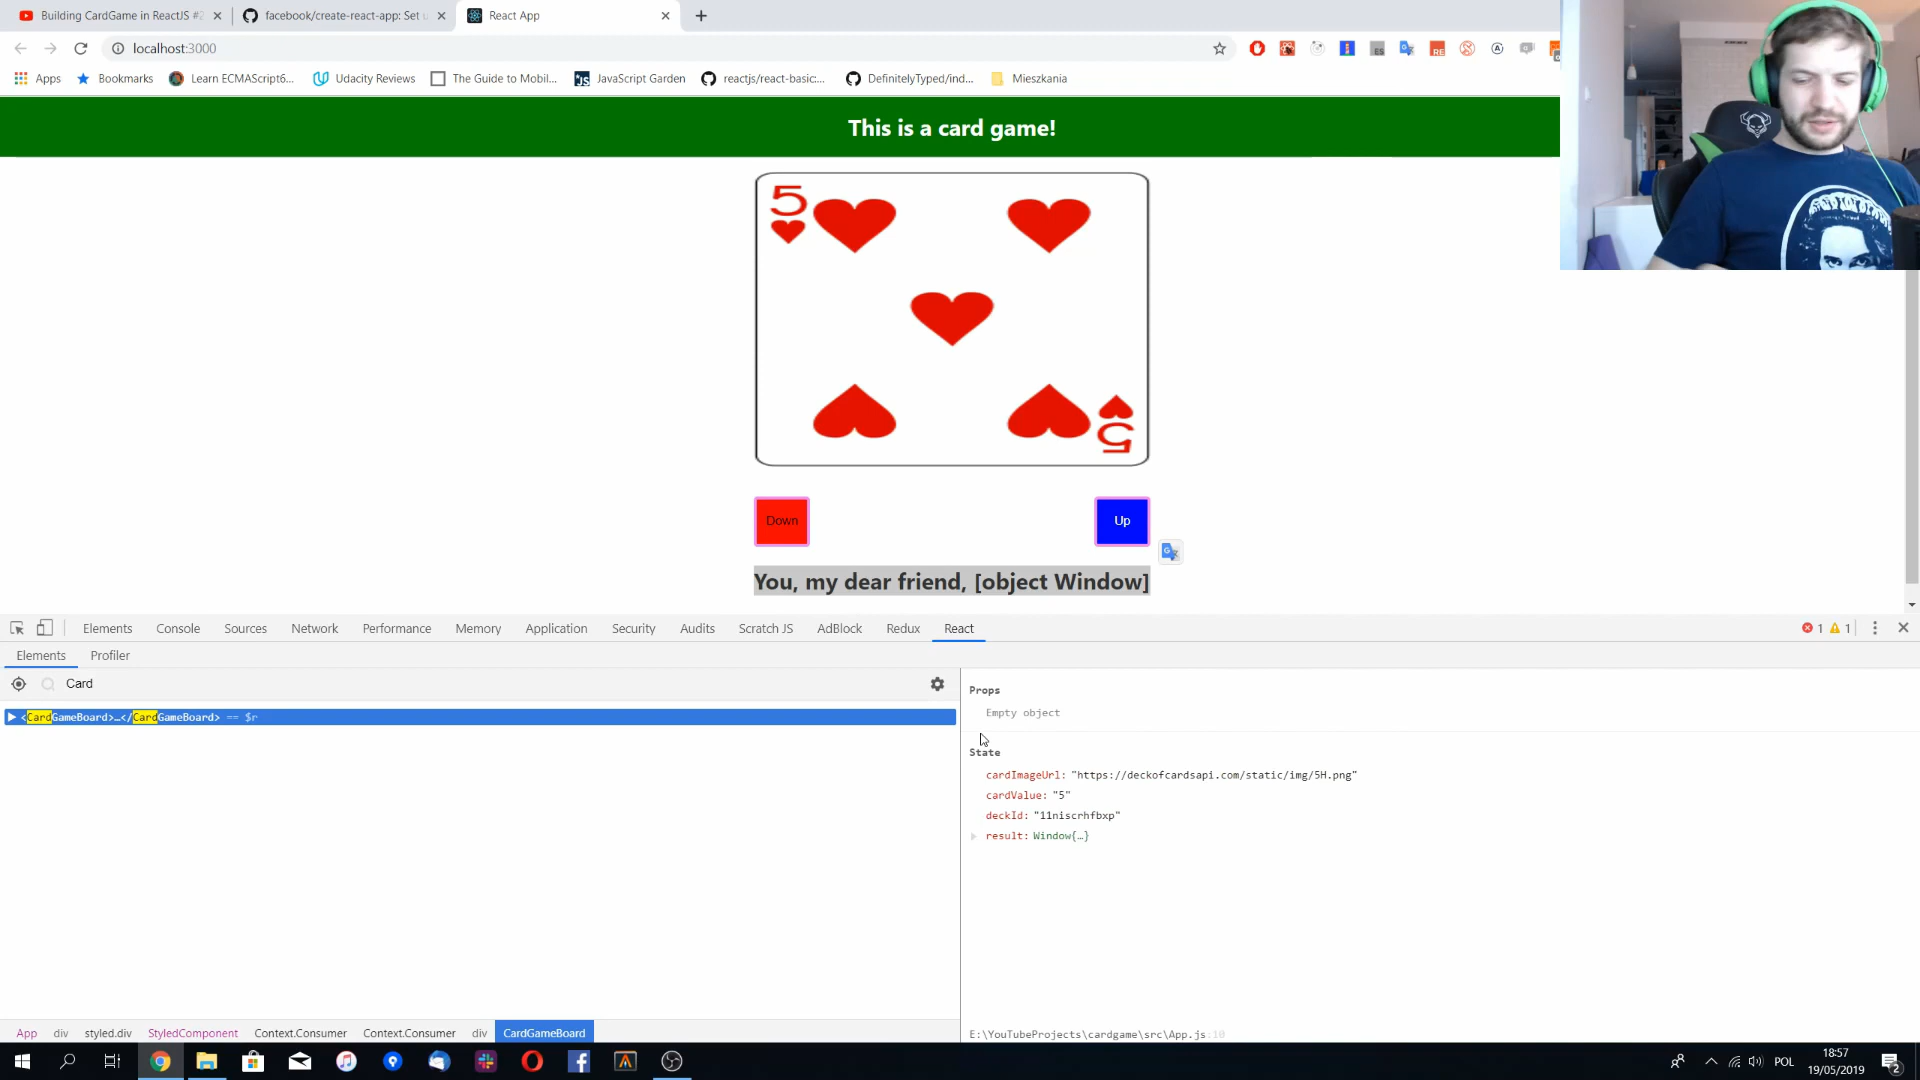 Building CardGame in ReactJS #2
facebook/create-react-app: Set u
React App
localhost:3000
Apps
Bookmarks
Learn ECMAScript6...
Udacity Reviews
The Guide to Mobil...
JavaScript Garden
reactjs/react-basic:...
DefinitelyTyped/ind...
Mieszkania
This is a card game!
5
5
Down
Up
You, my dear friend, [object Window]
Elements
Console
Sources
Network
Performance
Memory
Application
Security
Audits
Scratch JS
AdBlock
Redux
React
1
1
Elements
Profiler
Card
<CardGameBoard>…</CardGameBoard> == $r
Props
Empty object
State
cardImageUrl: "https://deckofcardsapi.com/static/img/5H.png"
cardValue: "5"
deckId: "11niscrhfbxp"
result: Window{…}
App
div
styled.div
StyledComponent
Context.Consumer
Context.Consumer
div
CardGameBoard
E:\YouTubeProjects\cardgame\src\App.js:10
POL
18:57
19/05/2019
2